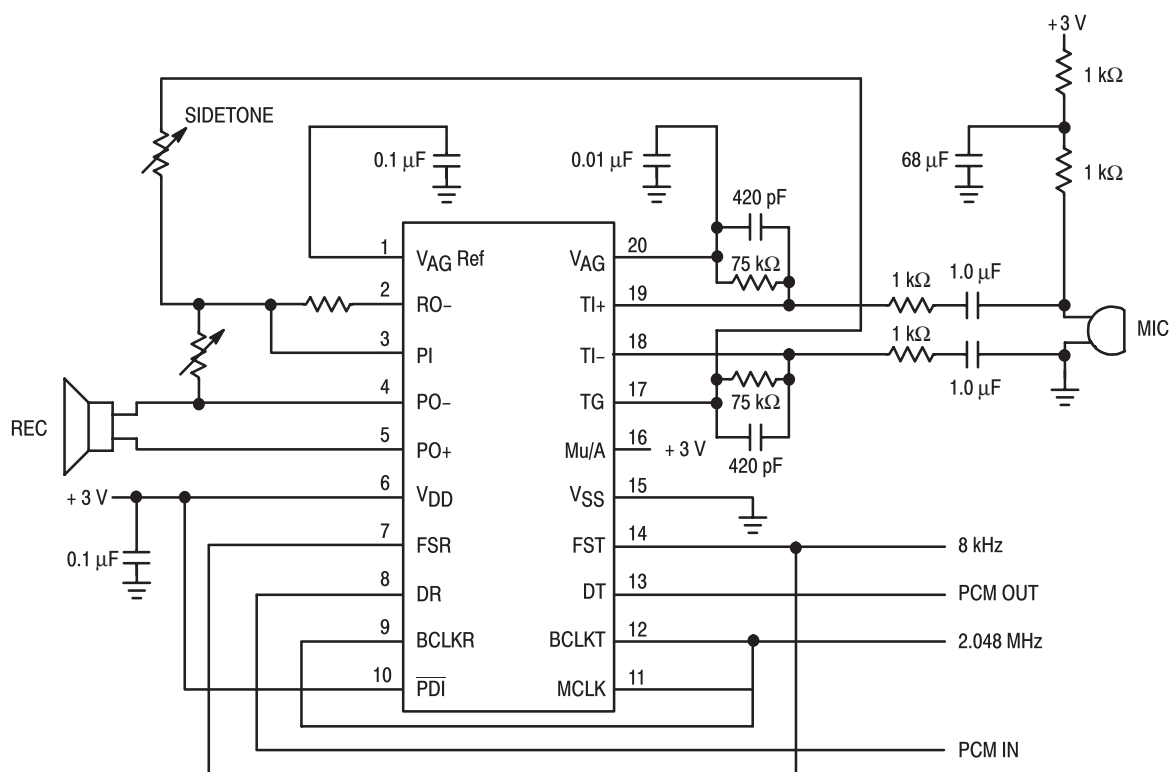 +3 V
1 kΩ
SIDETONE
0.1 μF
0.01 μF
68 μF
1 kΩ
420 pF
1
VAG Ref
VAG
20
75 kΩ
1 kΩ
1.0 μF
2
RO–
TI+
19
MIC
3
PI
TI–
18
1 kΩ
1.0 μF
4
PO–
TG
17
75 kΩ
REC
5
PO+
Mu/A
16
+ 3 V
420 pF
+ 3 V
6
VDD
VSS
15
7
FSR
FST
14
8 kHz
0.1 μF
8
DR
DT
13
PCM OUT
9
BCLKR
BCLKT
12
2.048 MHz
10
PDI
MCLK
11
PCM IN